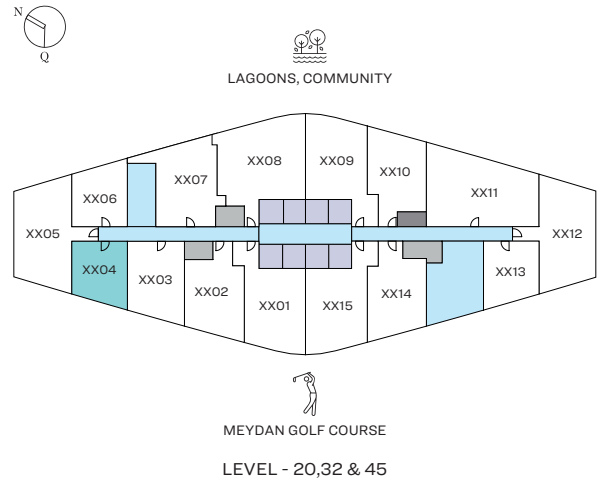 N
Q
LAGOONS, COMMUNITY
XX08
XX09
XX10
XX07
XX11
XX06
XX05
XX12
XX04
XX13
XX03
XX02
XX14
XX01
XX15
MEYDAN GOLF COURSE
LEVEL - 20,32 & 45